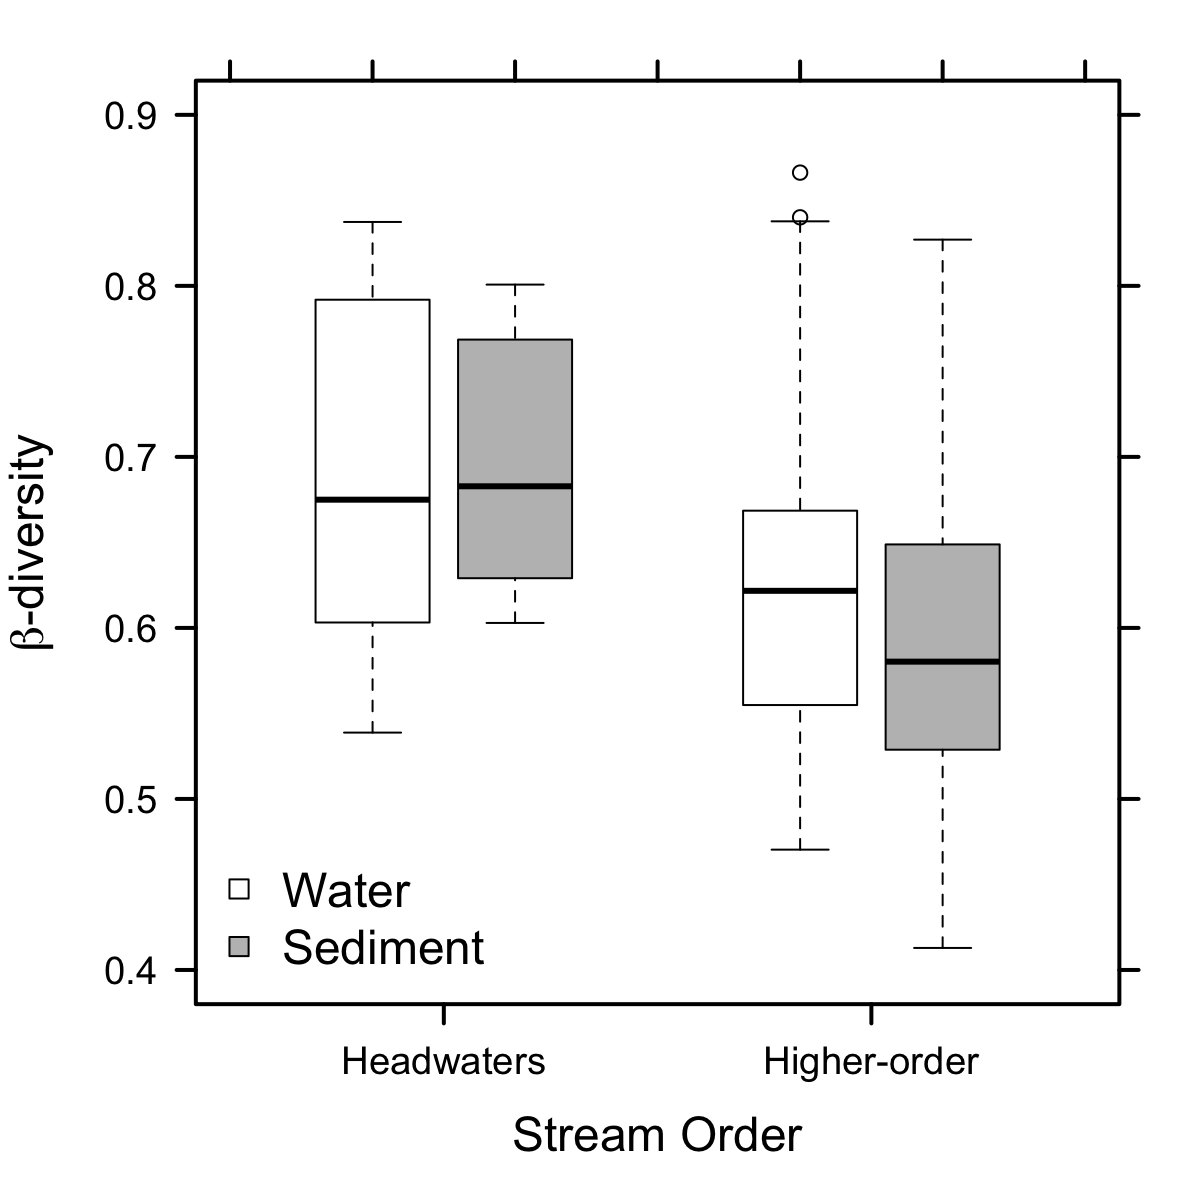 0.9
0.8
0.7
0.6
0.5
0.4
β-diversity
Water
Sediment
Headwaters
Higher-order
Stream Order